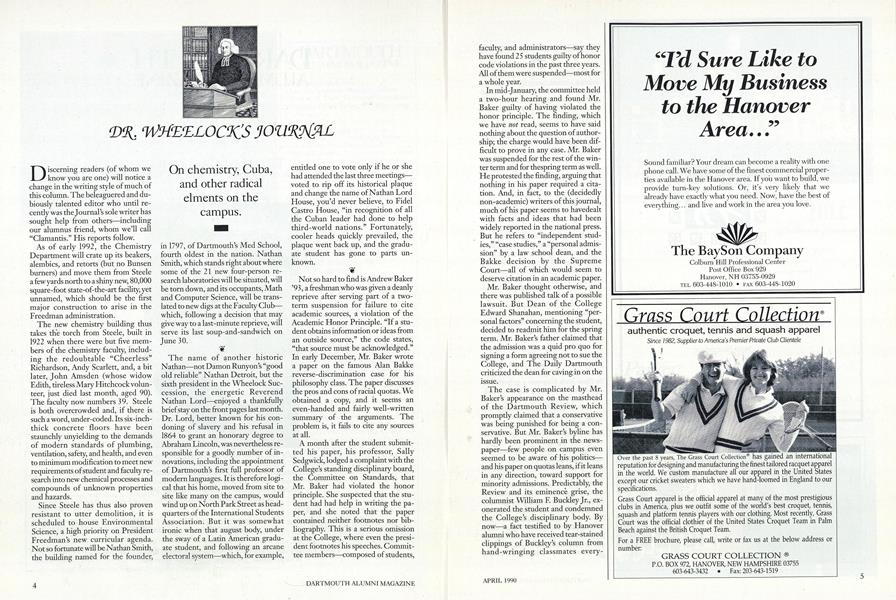 DR. WHEELOCK'S JOURNAL
Discerning readers (of whom we
know you are one) will notice a
change in the writing style of much of
this column. The beleaguered and du-
biously talented editor who until re-
cently was the Journal's sole writer has
sought help from others—including
our alumnus friend, whom we'll call
"Clamantis." His reports follow.
As of early 1992, the Chemistry
Department will crate up its beakers,
alembics, and retorts (but no Bunsen
burners) and move them from Steele
a few yards north to a shiny new, 80,000
square-foot state-of-the-art facility, yet
unnamed, which should be the first
major construction to arise in the
Freedman administration.
The new chemistry building thus
takes the torch from Steele, built in
1922 when there were but five mem-
bers of the chemistry faculty, includ-
ing the redoubtable "Cheerless"
Richardson, Andy Scarlett, and, a bit
later, John Amsden (whose widow
Edith, tireless Mary Hitchcock volun-
teer, just died last month, aged 90).
The faculty now numbers 39. Steele
is both overcrowded and, if there is
such a word, under-coded. Its six-inch-
thick concrete floors have been
staunchly unyielding to the demands
of modern standards of plumbing,
ventilation, safety, and health, and even
to minimum modification to meet new
requirements of student and faculty re-
search into new chemical processes and
compounds of unknown properties
and hazards.
Since Steele has thus also proven
resistant to utter demolition, it is
scheduled to house Environmental
Science, a high priority on President
Freedman's new curricular agenda.
Not so fortunate will be Nathan Smith,
the building named for the founder,
On chemistry, Cuba,
and other radical
elments on the
campus.
in 1797, of Dartmouth's Med School,
fourth oldest in the nation. Nathan
Smith, which stands right about where
some of the 21 new four-person re-
search laboratories will be situated, will
be torn down, and its occupants, Math
and Computer Science, will be trans-
lated to new digs at the Faculty Club—
which, following a decision that may
give way to a last-minute reprieve, will
serve its last soup-and-sandwich on
June 30.
The name of another historic
Nathan—not Damon Runyon's "good
old reliable" Nathan Detroit, but the
sixth president in the Wheelock Suc-
cession, the energetic Reverend
Nathan Lord—enjoyed a thankfully
brief stay on the front pages last month.
Dr. Lord, better known for his con-
doning of slavery and his refusal in
1864 to grant an honorary degree to
Abraham Lincoln, was nevertheless re-
sponsible for a goodly number of in-
novations, including the appointment
of Dartmouth's first full professor of
modern languages. It is therefore logi-
cal that his home, moved from site to
site like many on the campus, would
wind up on North Park Street as head-
quarters of the International Students
Association. But it was somewhat
ironic when that august body, under
the sway of a Latin American gradu-
ate student, and following an arcane
electoral system—which, for example,
entitled one to vote only if he or she
had attended the last three meetings—
voted to rip off its historical plaque
and change the name of Nathan Lord
House, you'd never believe, to Fidel
Castro House, "in recognition of all
the Cuban leader had done to help
third-world nations." Fortunately,
cooler heads quickly prevailed, the
plaque went back up, and the gradu-
ate student has gone to parts un-
known.
Not so hard to find is Andrew Baker
'93, a freshman who was given a deanly
reprieve after serving part of a two-
term suspension for failure to cite
academic sources, a violation of the
Academic Honor Principle. "If a stu-
dent obtains information or ideas from
an outside source," the code states,
"that source must be acknowledged."
In early December, Mr. Baker wrote
a paper on the famous Alan Bakke
reverse-discrimination case for his
philosophy class. The paper discusses
the pros and cons of racial quotas. We
obtained a copy, and it seems an
even-handed and fairly well-written
summary of the arguments. The
problem is, it fails to cite any sources
at all.
A month after the student submit-
ted his paper, his professor, Sally
Sedgwick, lodged a complaint with the
College's standing disciplinary board,
the Committee on Standards, that
Mr. Baker had violated the honor
principle. She suspected that the stu-
dent had had help in writing the pa-
per, and she noted that the paper
contained neither footnotes nor bib-
liography. This is a serious omission
at the College, where even the presi-
dent footnotes his speeches. Commit-
tee members—composed of students,
4
DARTMOUTH ALUMNI MAGAZINE
faculty, and administrators—say they
have found 25 students guilty of honor
code violations in the past three years.
All of them were suspended—most for
a whole year.
In mid-January, the committee held
a two-hour hearing and found Mr.
Baker guilty of having violated the
honor principle. The finding, which
we have not read, seems to have said
nothing about the question of author-
ship; the charge would have been dif-
ficult to prove in any case. Mr. Baker
was suspended for the rest of the win-
ter term and for the spring term as well.
He protested the finding, arguing that
nothing in his paper required a cita-
tion. And, in fact, to the (decidedly
non-academic) writers of this journal,
much of his paper seems to have dealt
with facts and ideas that had been
widely reported in the national press.
But he refers to "independent stud-
ies," "case studies," a "personal admis-
sion" by a law school dean, and the
Bakke decision by the Supreme
Court—all of which would seem to
deserve citation in an academic paper.
Mr. Baker thought otherwise, and
there was published talk of a possible
lawsuit. But Dean of the College
Edward Shanahan, mentioning "per-
sonal factors" concerning the student,
decided to readmit him for the spring
term. Mr. Baker's father claimed that
the admission was a quid pro quo for
signing a form agreeing not to sue the
College, and The Daily Dartmouth
criticized the dean for caving in on the
issue.
The case is complicated by Mr.
Baker's appearance on the masthead
of the Dartmouth Review, which
promptly claimed that a conservative
was being punished for being a con-
servative. But Mr. Baker's byline has
hardly been prominent in the news-
paper—few people on campus even
seemed to be aware of his politics—
and his paper on quotas leans, if it leans
in any direction, toward support for
minority admissions. Predictably, the
Review and its eminence grise, the
columnist William F. Buckley Jr., ex-
onerated the student and condemned
the College's disciplinary body. By
now—a fact testified to by Hanover
alumni who have received tear-stained
clippings of Buckley's column from
hand-wringing classmates every-
APRIL 1990
"I'd Sure Like to
Move My Business
to the Hanover
Area..."
Sound familiar? Your dream can become a reality with one
phone call. We have some of the finest commercial proper-
ties available in the Hanover area. If you want to build, we
provide turn-key solutions. Or, it's very likely that we
already have exactly what you need. Now, have the best of
everything... and live and work in the area you love.
The BaySon Company
Colburn Hill Professional Center
Post Office Box 929
Hanover, NH 03755-0929
TEL 603-448-1010 • FAX 603-448-1020
Grass Court Collection®
authentic croquet, tennis and squash apparel
Since 1982, Supplier to America's Premier Private Club Clientele
Over the past 8 years, The Grass Court Collection® has gained an international
reputation for designing and manufacturing the finest tailored racquet apparel
in the world. We custom manufacture all our apparel in the United States
except our cricket sweaters which we have hand-loomed in England to our
specifications.
Grass Court apparel is the official apparel at many of the most prestigious
clubs in America, plus we outfit some of the world's best croquet, tennis,
squash and platform tennis players with our clothing. Most recently, Grass
Court was the official clothier of the United States Croquet Team in Palm
Beach against the British Croquet Team.
For a FREE brochure, please call, write or fax us at the below address or
number:
GRASS COURT COLLECTION ®
P.O. BOX 972, HANOVER, NEW HAMPSHIRE 03755
603-643-3432 • Fax: 203-643-1519
5